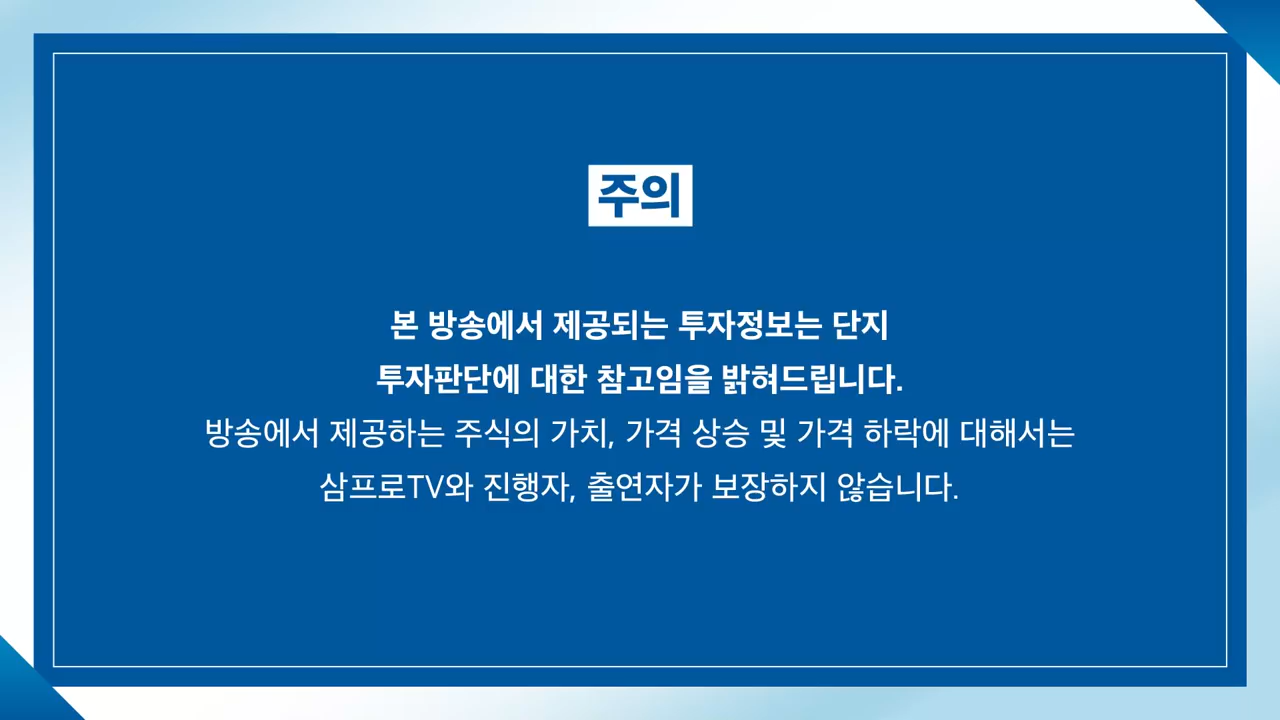 주의
본 방송에서 제공되는 투자정보는 단지
투자판단에 대한 참고임을 밝혀드립니다.
방송에서 제공하는 주식의 가치, 가격 상승 및 가격 하락에 대해서는
삼프로TV와 진행자, 출연자가 보장하지 않습니다.